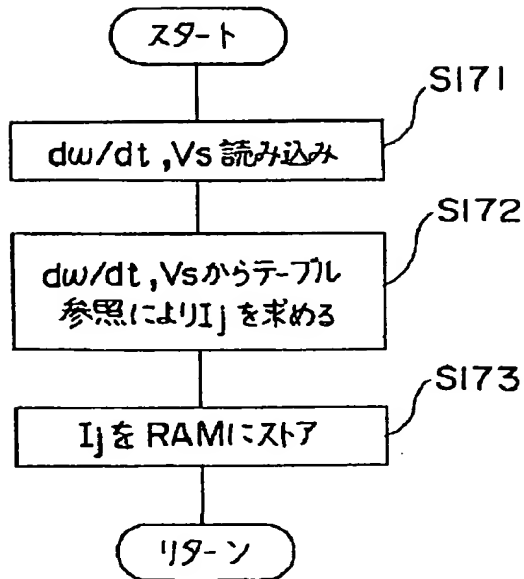 スタート
S171
dω/dt,Vs 読み込み
S172
dω/dt,Vsからテーブル
参照によりIjを求める
S173
IjをRAMにストア
リターン